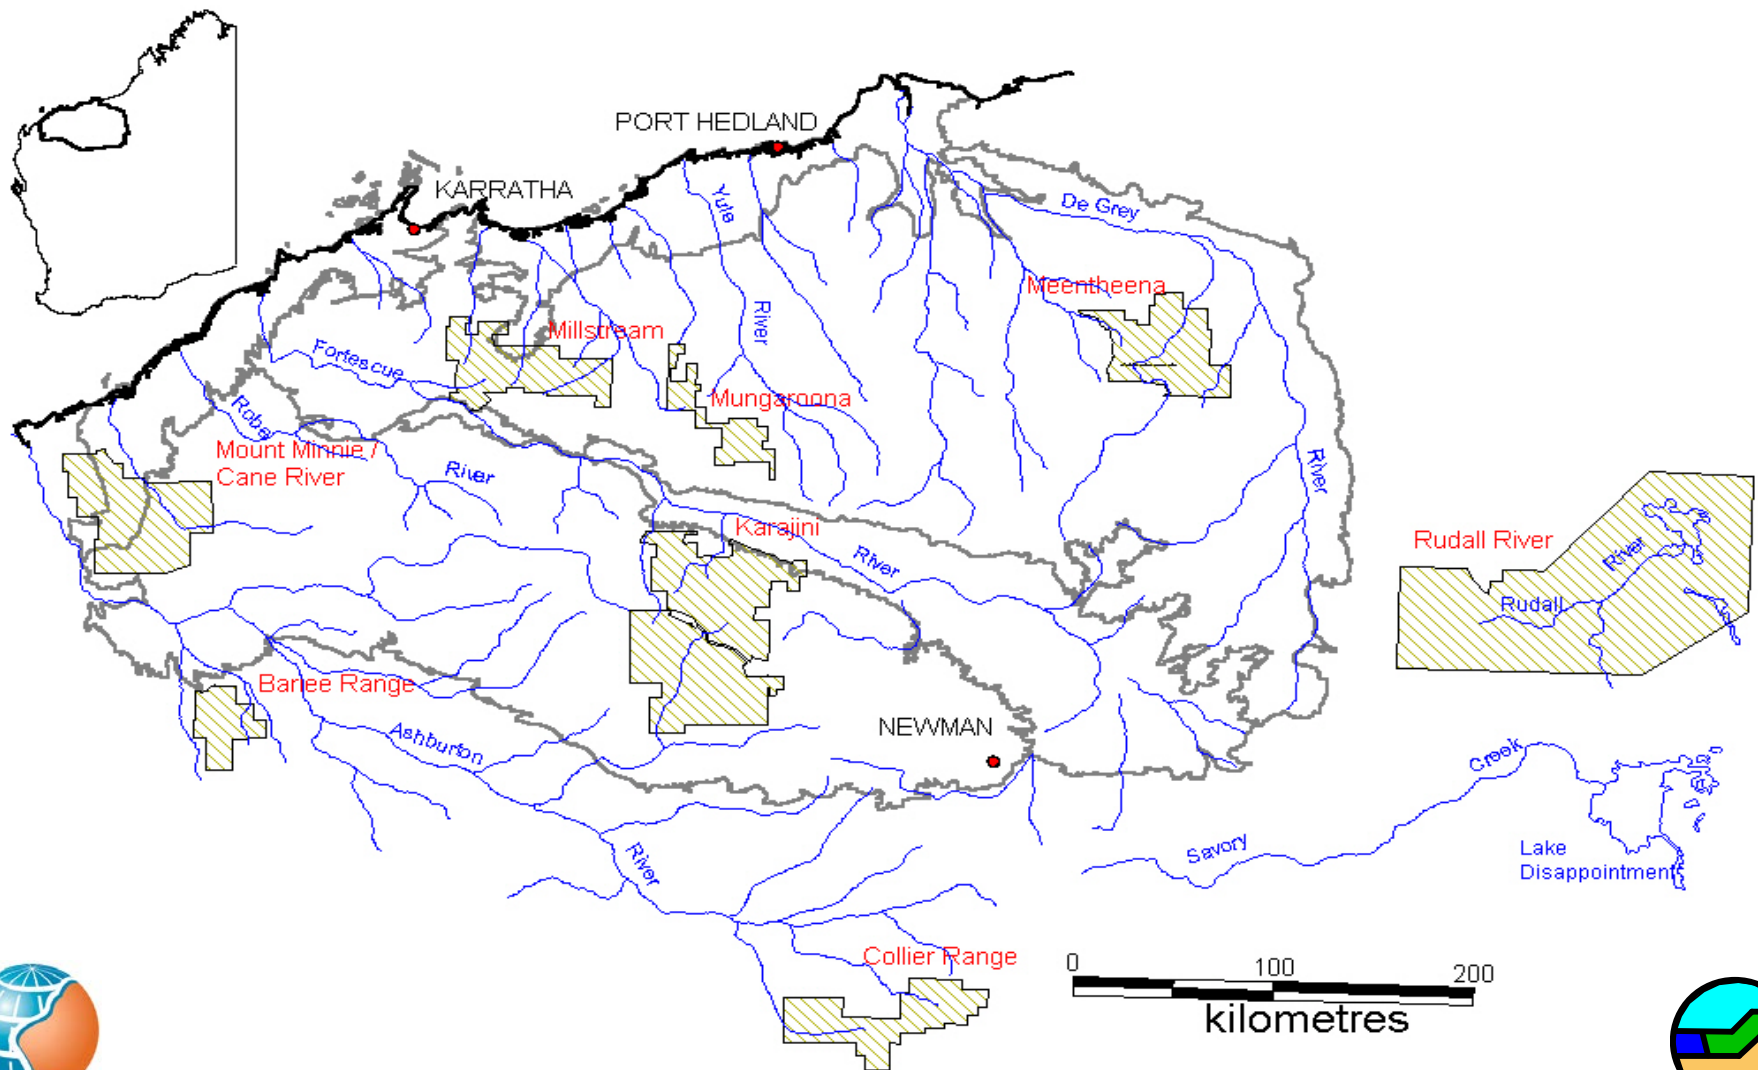 PORT HEDLAND
KARRATHA
Yule
River
De Grey
River
Meentheena
Millstream
Fortescue
Mungaroona
Robe
River
Mount Minnie /
Cane River
Karajini
River
Rudall River
River
Rudall
Barlee Range
Ashburton
River
NEWMAN
Creek
Savory
Lake
Disappointment
Collier Range
0 100 200
kilometres